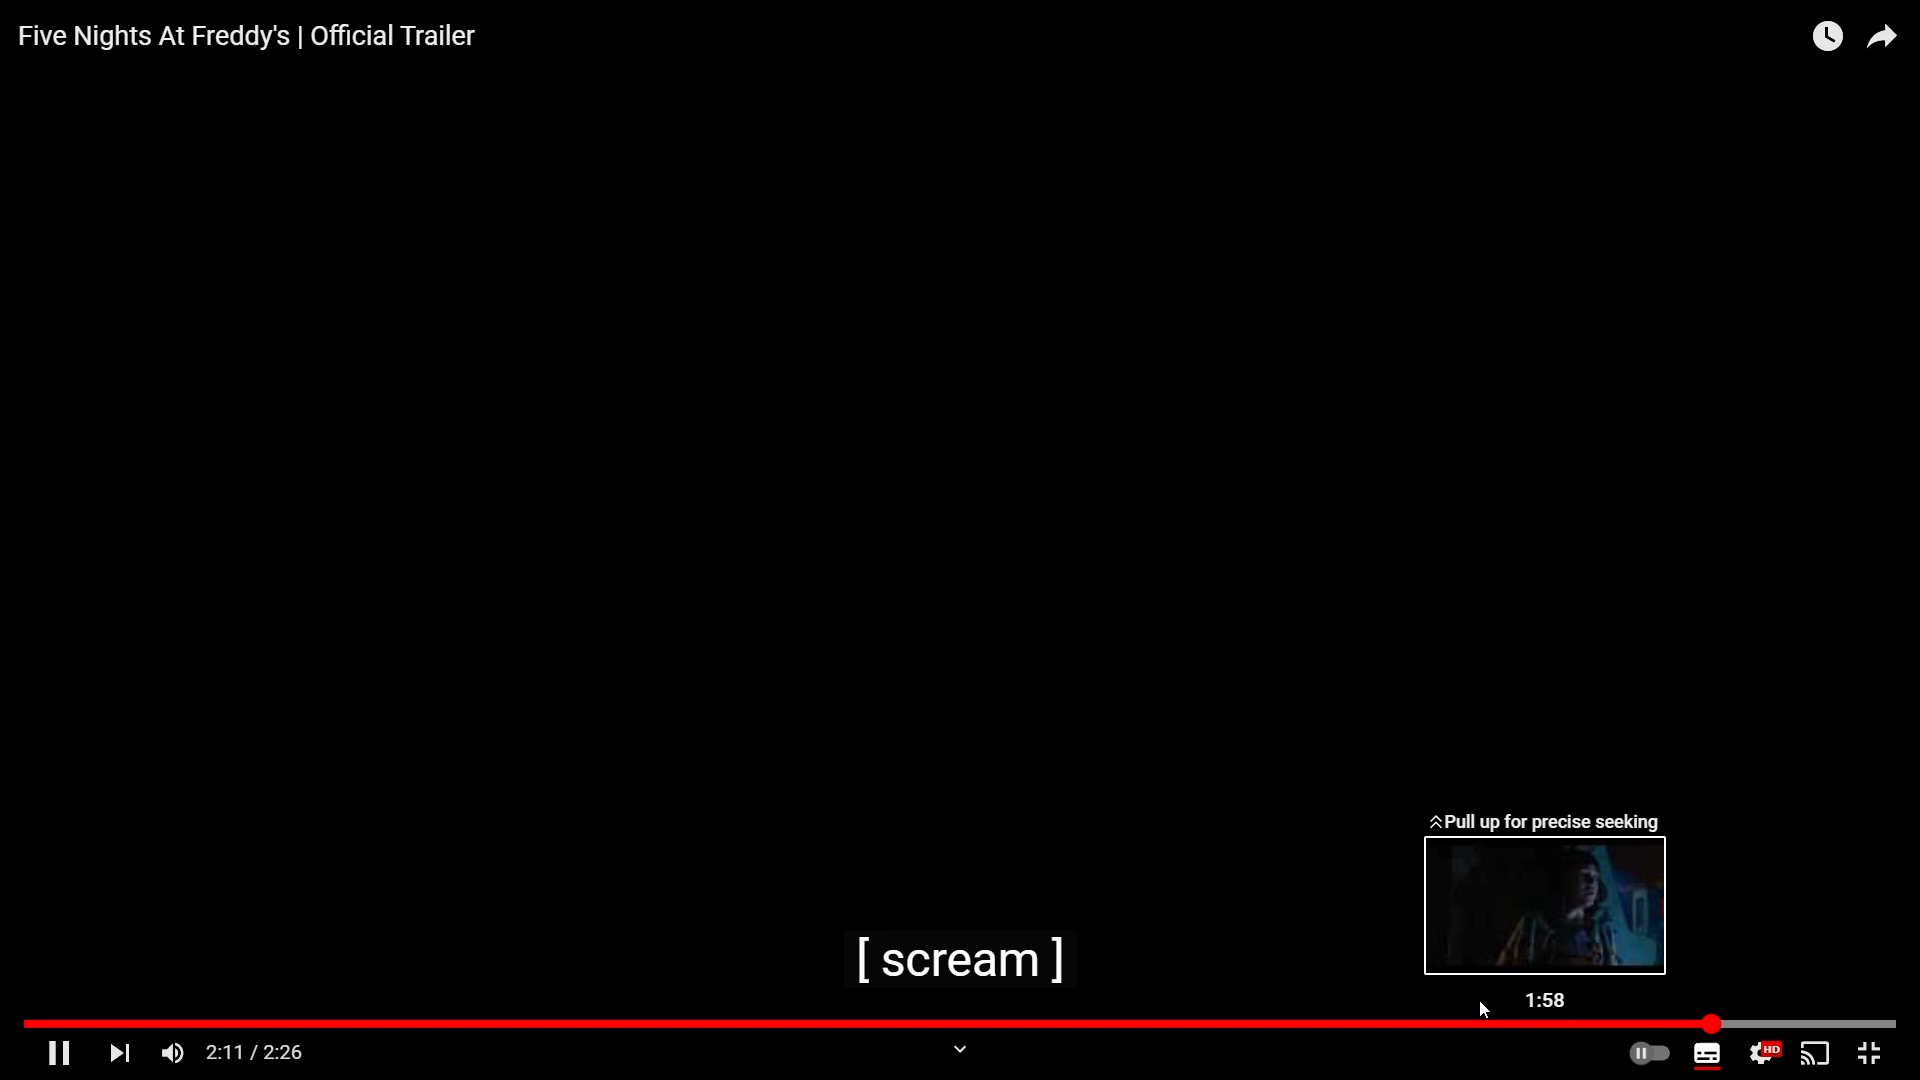 Five Nights At Freddy's | Official Trailer
Pull up for precise seeking
[ scream ]
1:58
2:11 / 2:26
HD